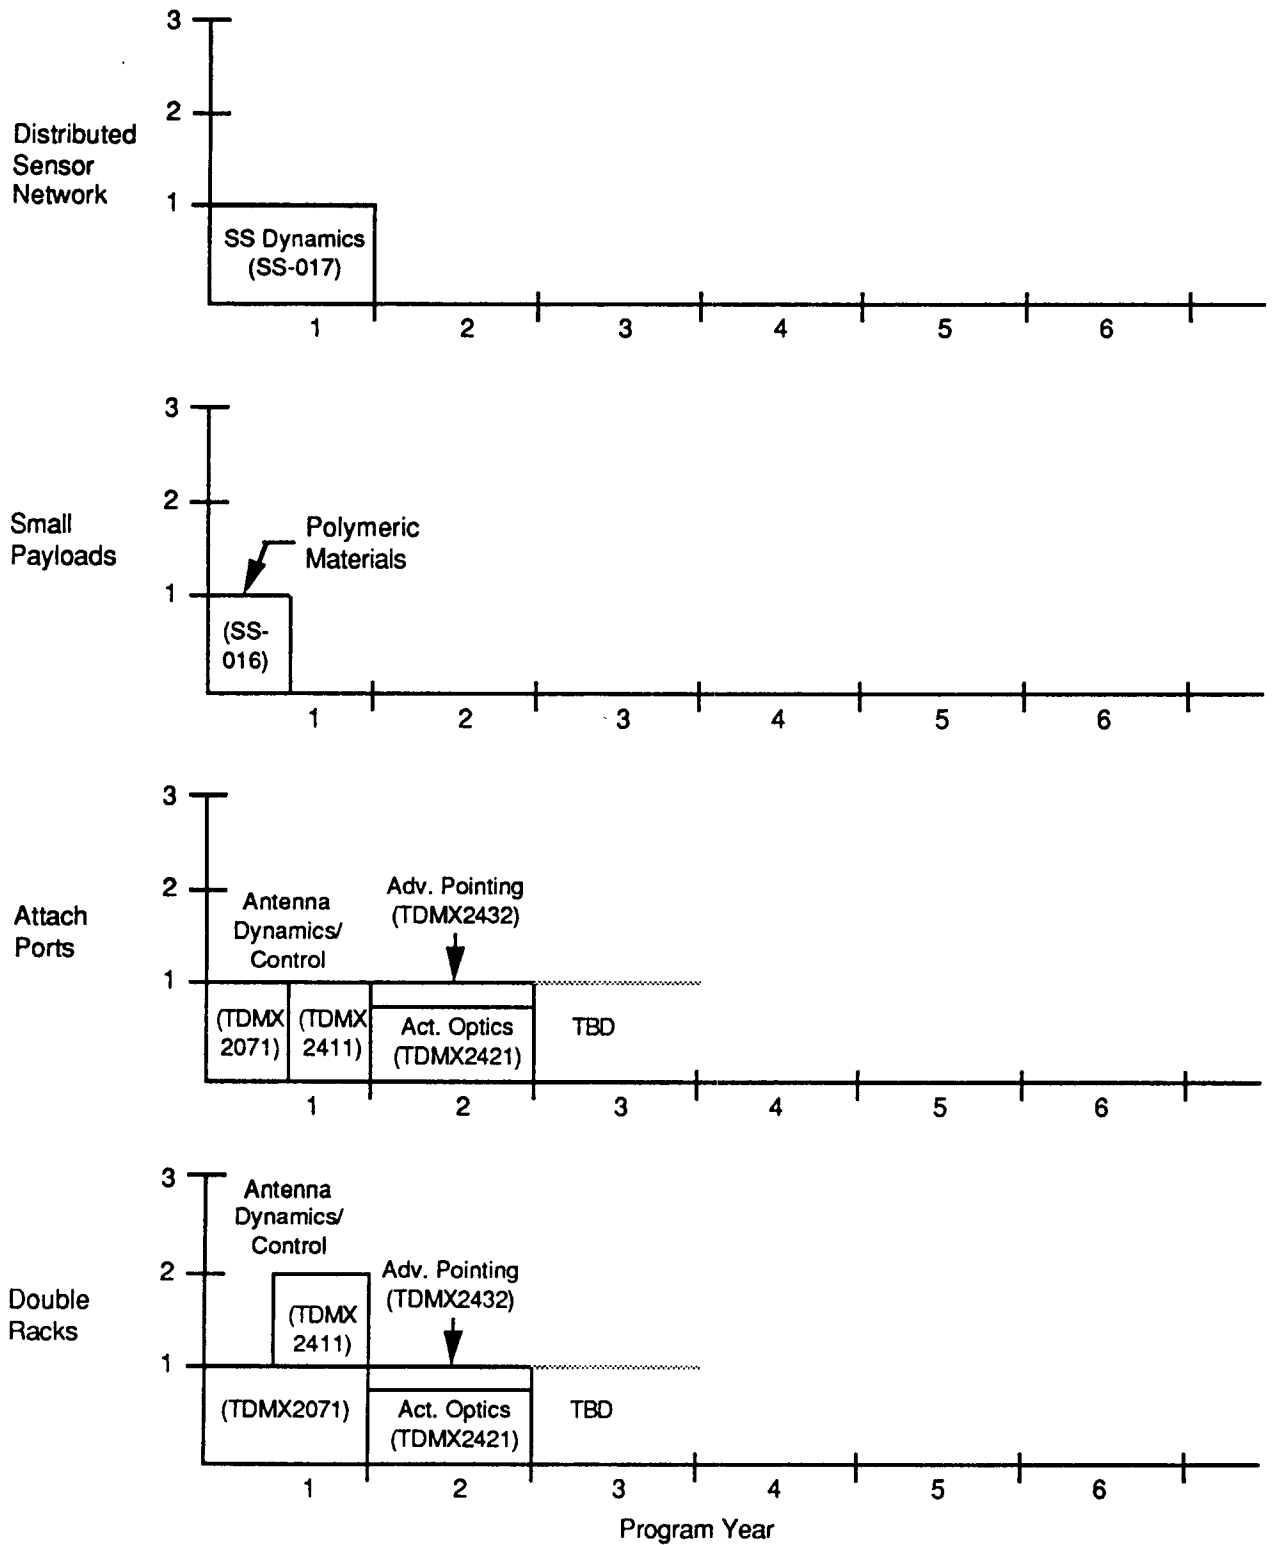 3
2
Distributed
Sensor
Network
1
SS Dynamics
(SS-017)
1 2 3 4 5 6
3
2
Small
Payloads
Polymeric
Materials
1
(SS-
016)
1 2 3 4 5 6
3
2
Attach
Ports
Antenna
Dynamics/
Control
Adv. Pointing
(TDMX2432)
1
(TDMX
2071)
(TDMX
2411)
Act. Optics
(TDMX2421)
TBD
1 2 3 4 5 6
3
Antenna
Dynamics/
Control
2
Adv. Pointing
(TDMX2432)
Double
Racks
(TDMX
2411)
1
(TDMX2071)
Act. Optics
(TDMX2421)
TBD
1 2 3 4 5 6
Program Year